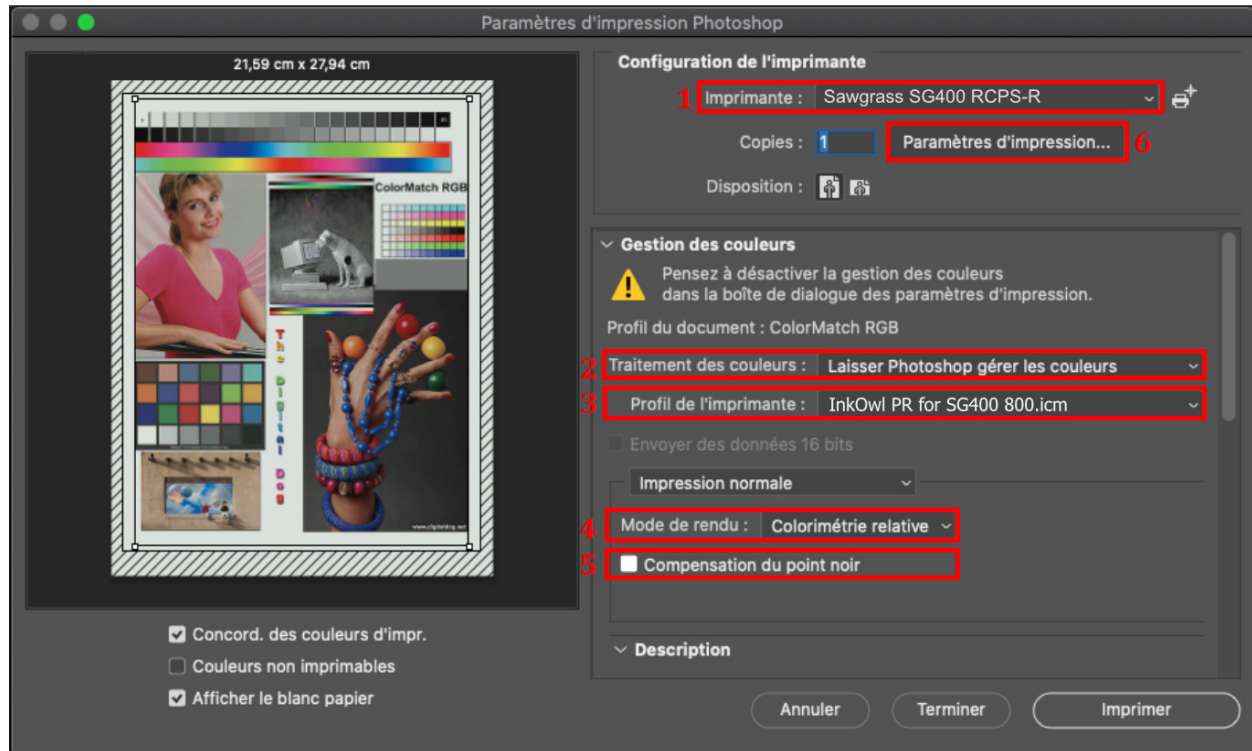 Paramètres d'impression Photoshop
21,59 cm x 27,94 cm
ColorMatch RGB
The Digital Dog
www.digitaldog.net
Configuration de l'imprimante
1 Imprimante : Sawgrass SG400 RCPS-R
Copies : 1 Paramètres d'impression... 6
Disposition :
Gestion des couleurs
Pensez à désactiver la gestion des couleurs
dans la boîte de dialogue des paramètres d'impression.
Profil du document : ColorMatch RGB
2 Traitement des couleurs : Laisser Photoshop gérer les couleurs
3 Profil de l'imprimante : InkOwl PR for SG400 800.icm
Envoyer des données 16 bits
Impression normale
4 Mode de rendu : Colorimétrie relative
5 Compensation du point noir
Description
Concord. des couleurs d'impr.
Couleurs non imprimables
Afficher le blanc papier
Annuler Terminer Imprimer